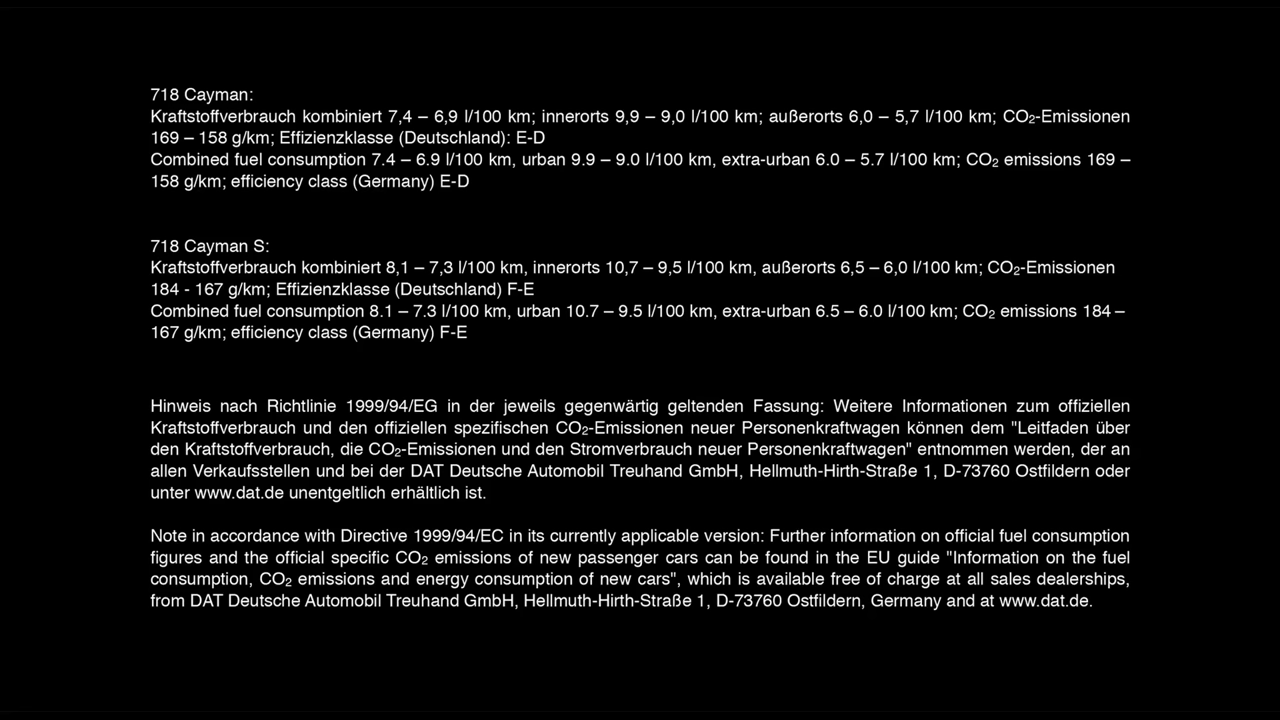 718 Cayman:
Kraftstoffverbrauch kombiniert 7,4 – 6,9 l/100 km; innerorts 9,9 – 9,0 l/100 km; außerorts 6,0 – 5,7 l/100 km; CO₂-Emissionen
169 – 158 g/km; Effizienzklasse (Deutschland): E-D
Combined fuel consumption 7.4 – 6.9 l/100 km, urban 9.9 – 9.0 l/100 km, extra-urban 6.0 – 5.7 l/100 km; CO₂ emissions 169 –
158 g/km; efficiency class (Germany) E-D
718 Cayman S:
Kraftstoffverbrauch kombiniert 8,1 – 7,3 l/100 km, innerorts 10,7 – 9,5 l/100 km, außerorts 6,5 – 6,0 l/100 km; CO₂-Emissionen
184 - 167 g/km; Effizienzklasse (Deutschland) F-E
Combined fuel consumption 8.1 – 7.3 l/100 km, urban 10.7 – 9.5 l/100 km, extra-urban 6.5 – 6.0 l/100 km; CO₂ emissions 184 –
167 g/km; efficiency class (Germany) F-E
Hinweis nach Richtlinie 1999/94/EG in der jeweils gegenwärtig geltenden Fassung: Weitere Informationen zum offiziellen
Kraftstoffverbrauch und den offiziellen spezifischen CO₂-Emissionen neuer Personenkraftwagen können dem "Leitfaden über
den Kraftstoffverbrauch, die CO₂-Emissionen und den Stromverbrauch neuer Personenkraftwagen" entnommen werden, der an
allen Verkaufsstellen und bei der DAT Deutsche Automobil Treuhand GmbH, Hellmuth-Hirth-Straße 1, D-73760 Ostfildern oder
unter www.dat.de unentgeltlich erhältlich ist.
Note in accordance with Directive 1999/94/EC in its currently applicable version: Further information on official fuel consumption
figures and the official specific CO₂ emissions of new passenger cars can be found in the EU guide "Information on the fuel
consumption, CO₂ emissions and energy consumption of new cars", which is available free of charge at all sales dealerships,
from DAT Deutsche Automobil Treuhand GmbH, Hellmuth-Hirth-Straße 1, D-73760 Ostfildern, Germany and at www.dat.de.